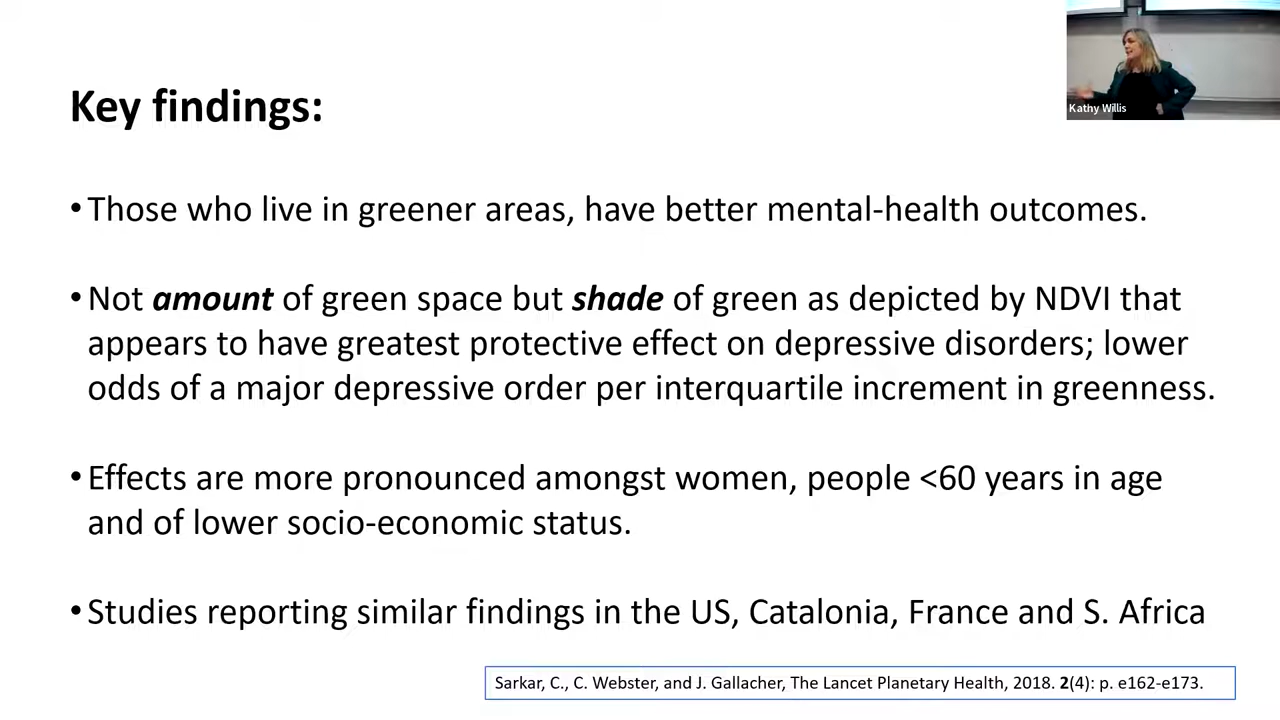 Key findings:
Kathy Willis
•Those who live in greener areas, have better mental-health outcomes.
•Not amount of green space but shade of green as depicted by NDVI that
appears to have greatest protective effect on depressive disorders; lower
odds of a major depressive order per interquartile increment in greenness.
•Effects are more pronounced amongst women, people <60 years in age
and of lower socio-economic status.
•Studies reporting similar findings in the US, Catalonia, France and S. Africa
Sarkar, C., C. Webster, and J. Gallacher, The Lancet Planetary Health, 2018. 2(4): p. e162-e173.